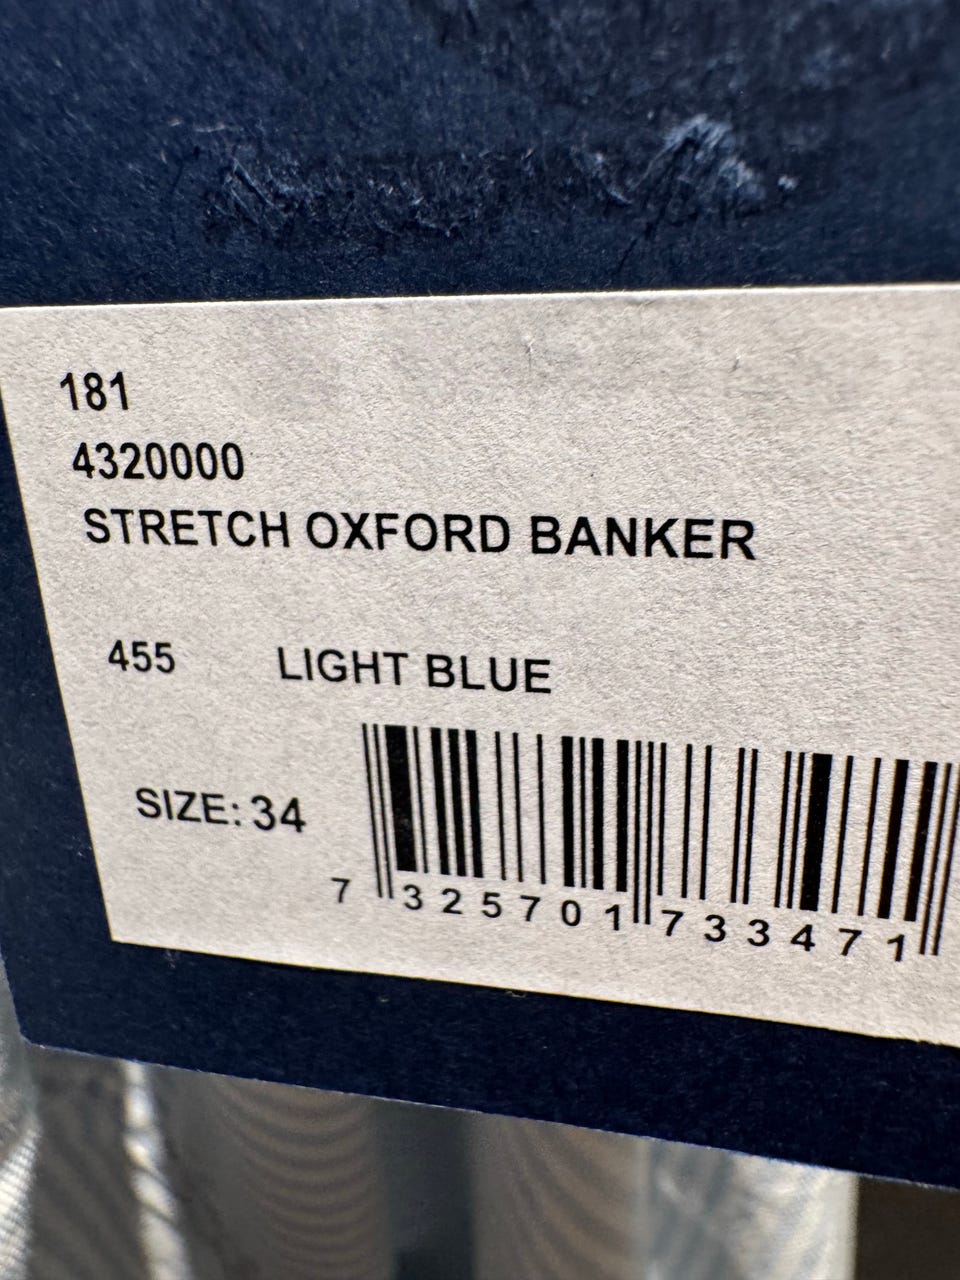 181
4320000
STRETCH OXFORD BANKER
455 LIGHT BLUE
SIZE: 34
7 325701 733471